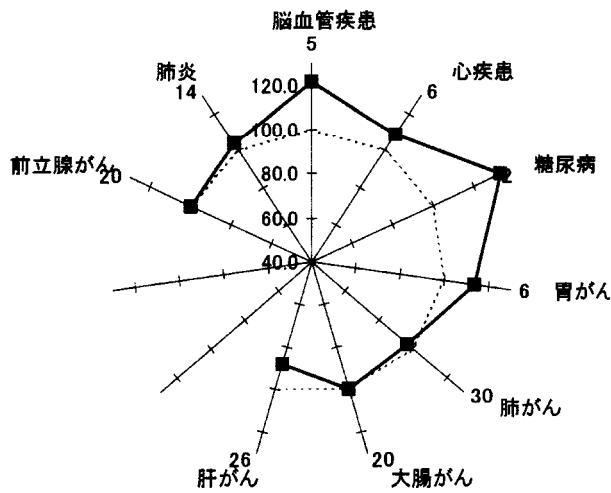 脳血管疾患
5
心疾患
6
糖尿病
2
胃がん
6
肺がん
30
大腸がん
20
肝がん
26
前立腺がん
20
肺炎
14
120.0
100.0
80.0
60.0
40.0